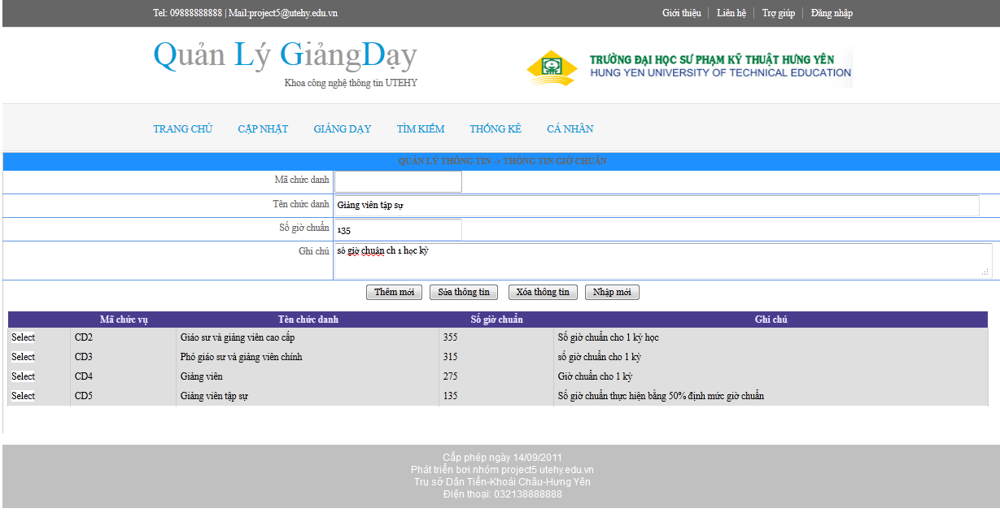 Tel: 09888888888 | Mail:project5@utehy.edu.vn
Giới thiệu | Liên hệ | Trợ giúp | Đăng nhập
Quản Lý GiảngDạy
Khoa công nghệ thông tin UTEHY
TRƯỜNG ĐẠI HỌC SƯ PHẠM KỸ THUẬT HƯNG YÊN
HUNG YEN UNIVERSITY OF TECHNICAL EDUCATION
TRANG CHỦ CẬP NHẬT GIẢNG DẠY TÌM KIẾM THỐNG KÊ CÁ NHÂN
QUẢN LÝ THÔNG TIN -> THÔNG TIN GIỜ CHUẨN
Mã chức danh
Tên chức danh Giảng viên tập sự
Số giờ chuẩn 135
Ghi chú số giờ chuẩn ch 1 học kỳ
Thêm mới Sửa thông tin Xóa thông tin Nhập mới
Mã chức vụ Tên chức danh Số giờ chuẩn Ghi chú
Select CD2 Giáo sư và giảng viên cao cấp 355 Số giờ chuẩn cho 1 kỳ học
Select CD3 Phó giáo sư và giảng viên chính 315 số giờ chuẩn cho 1 kỳ
Select CD4 Giảng viên 275 Giờ chuẩn cho 1 kỳ
Select CD5 Giảng viên tập sự 135 Số giờ chuẩn thực hiện bằng 50% định mức giờ chuẩn
Cấp phép ngày 14/09/2011
Phát triển bơi nhóm project5 utehy.edu.vn
Trụ sở Dân Tiến-Khoái Châu-Hưng Yên
Điện thoại: 032138888888